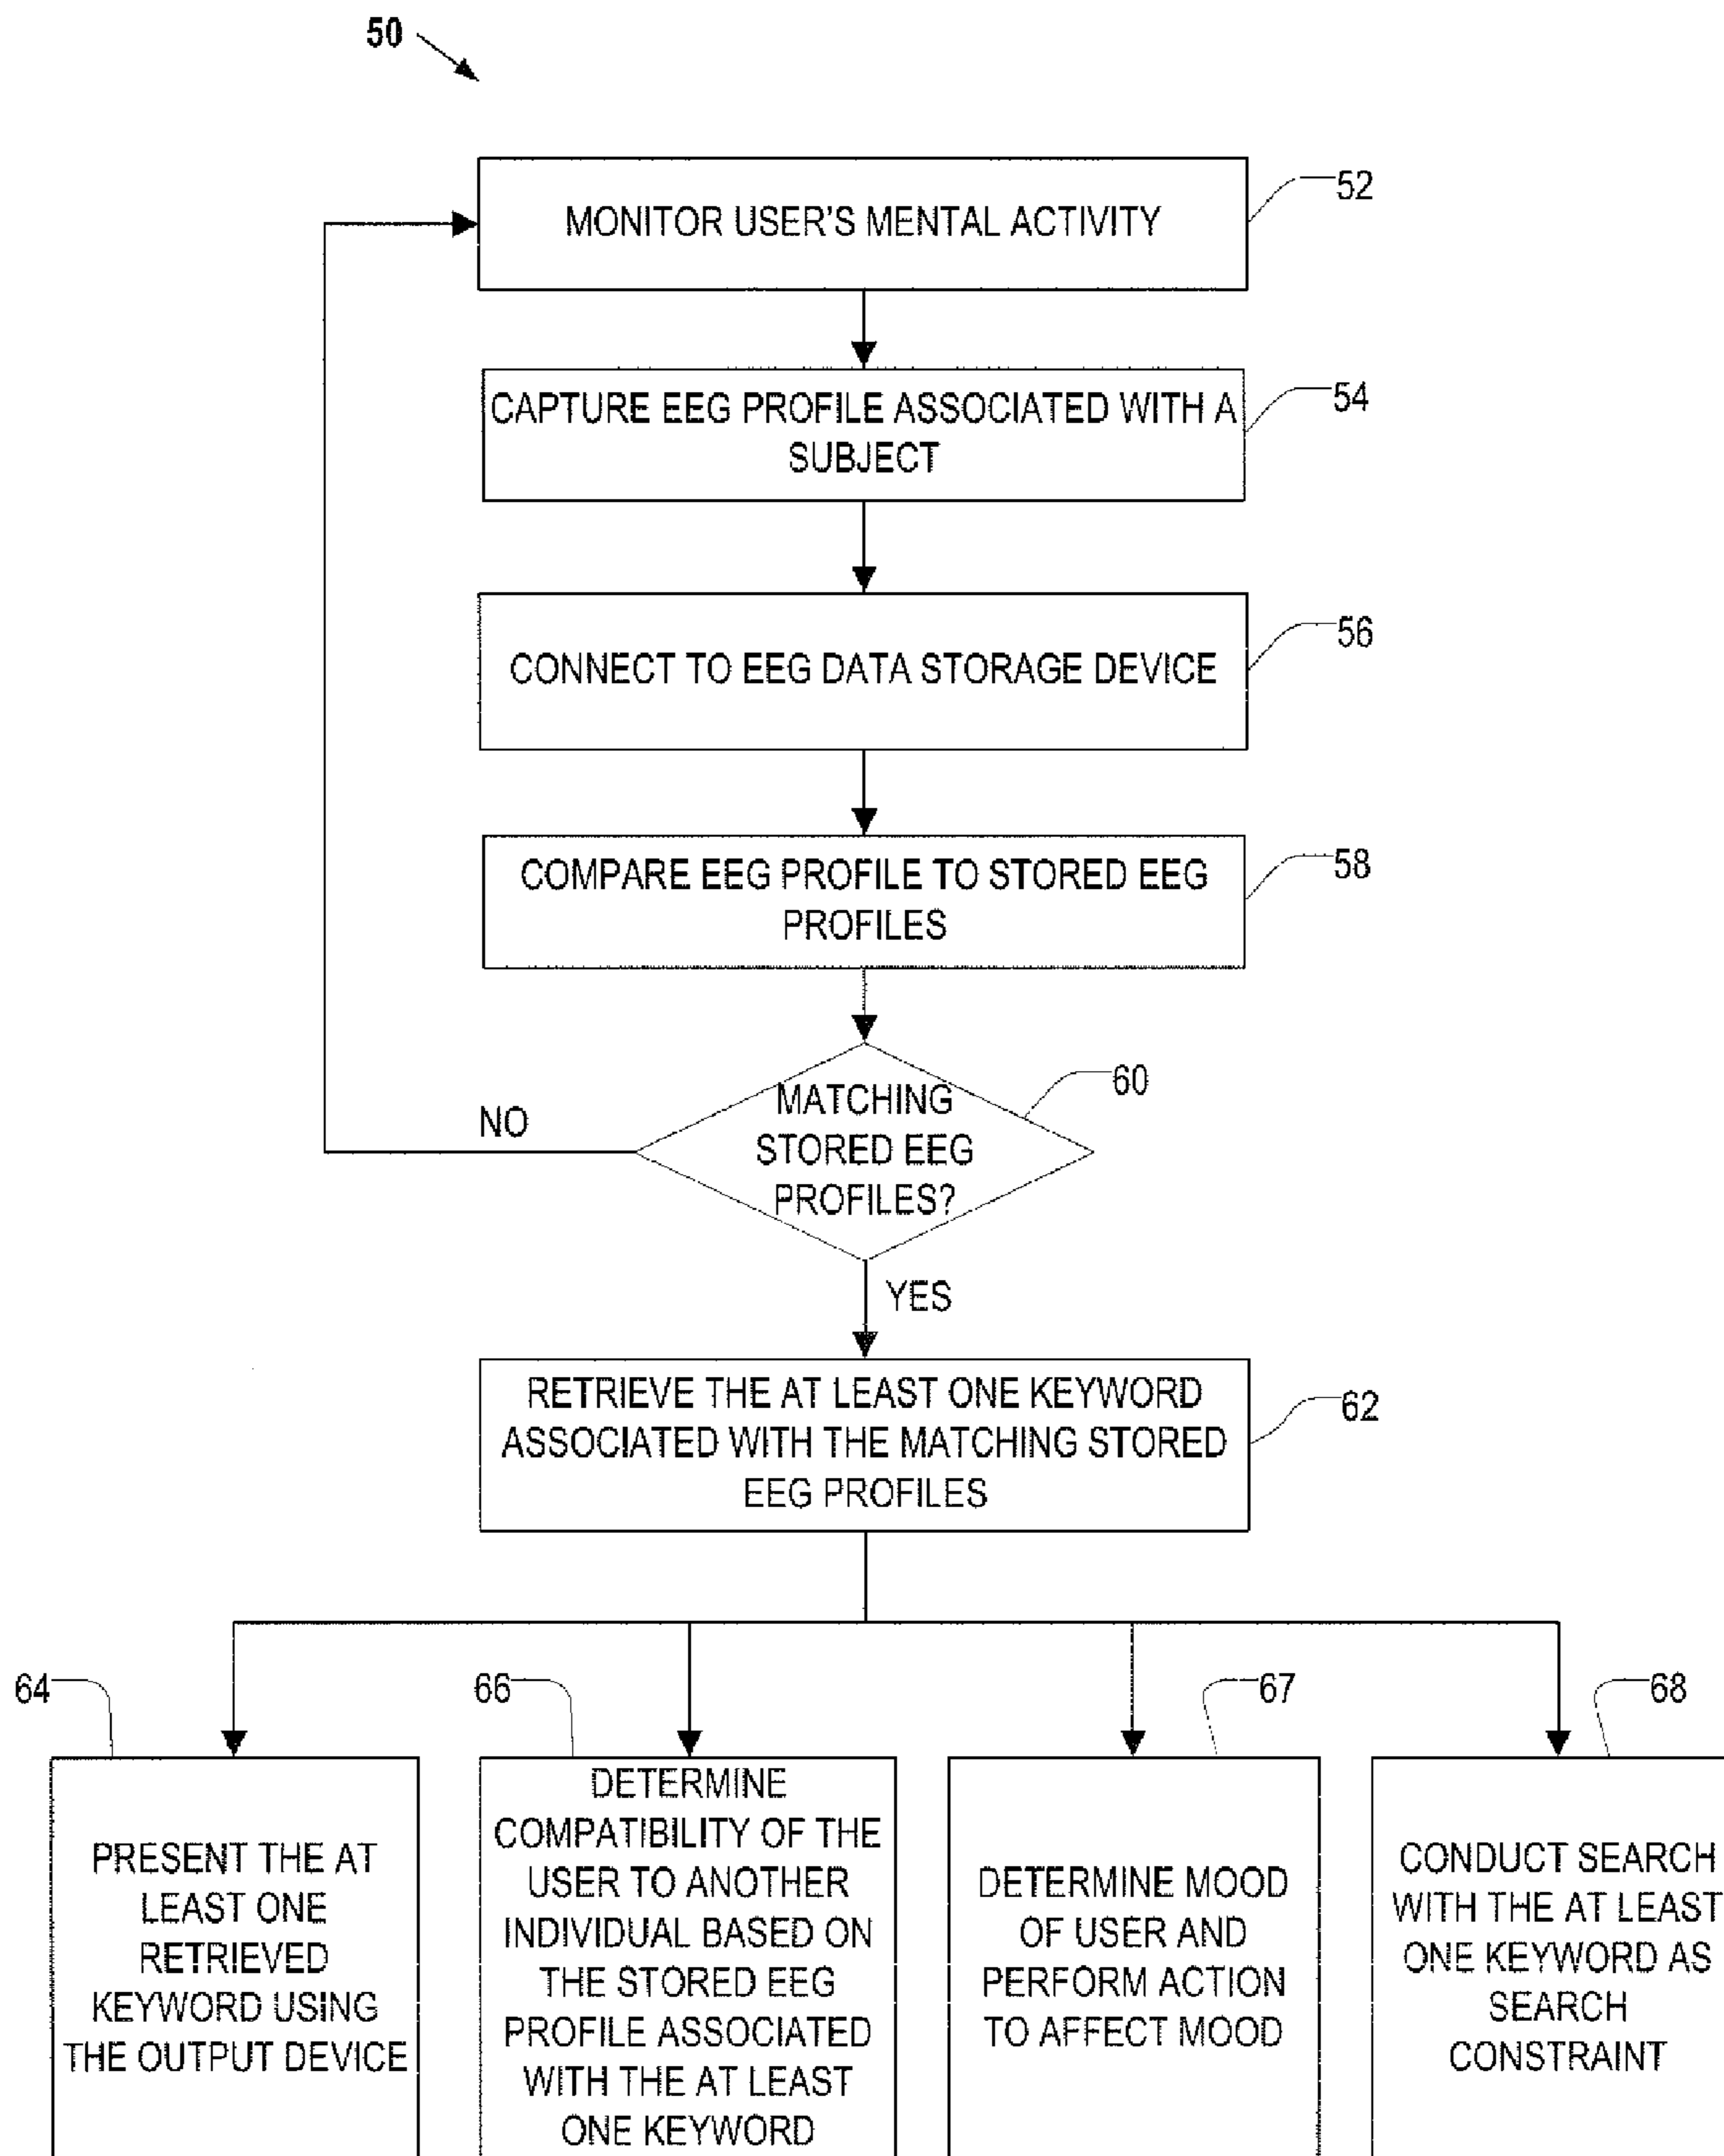 50
MONITOR USER'S MENTAL ACTIVITY
52
CAPTURE EEG PROFILE ASSOCIATED WITH A
SUBJECT
54
CONNECT TO EEG DATA STORAGE DEVICE
56
COMPARE EEG PROFILE TO STORED EEG
PROFILES
58
MATCHING
STORED EEG
PROFILES?
60
NO
YES
RETRIEVE THE AT LEAST ONE KEYWORD
ASSOCIATED WITH THE MATCHING STORED
EEG PROFILES
62
64
PRESENT THE AT
LEAST ONE
RETRIEVED
KEYWORD USING
THE OUTPUT DEVICE
66
DETERMINE
COMPATIBILITY OF THE
USER TO ANOTHER
INDIVIDUAL BASED ON
THE STORED EEG
PROFILE ASSOCIATED
WITH THE AT LEAST
ONE KEYWORD
67
DETERMINE MOOD
OF USER AND
PERFORM ACTION
TO AFFECT MOOD
68
CONDUCT SEARCH
WITH THE AT LEAST
ONE KEYWORD AS
SEARCH
CONSTRAINT